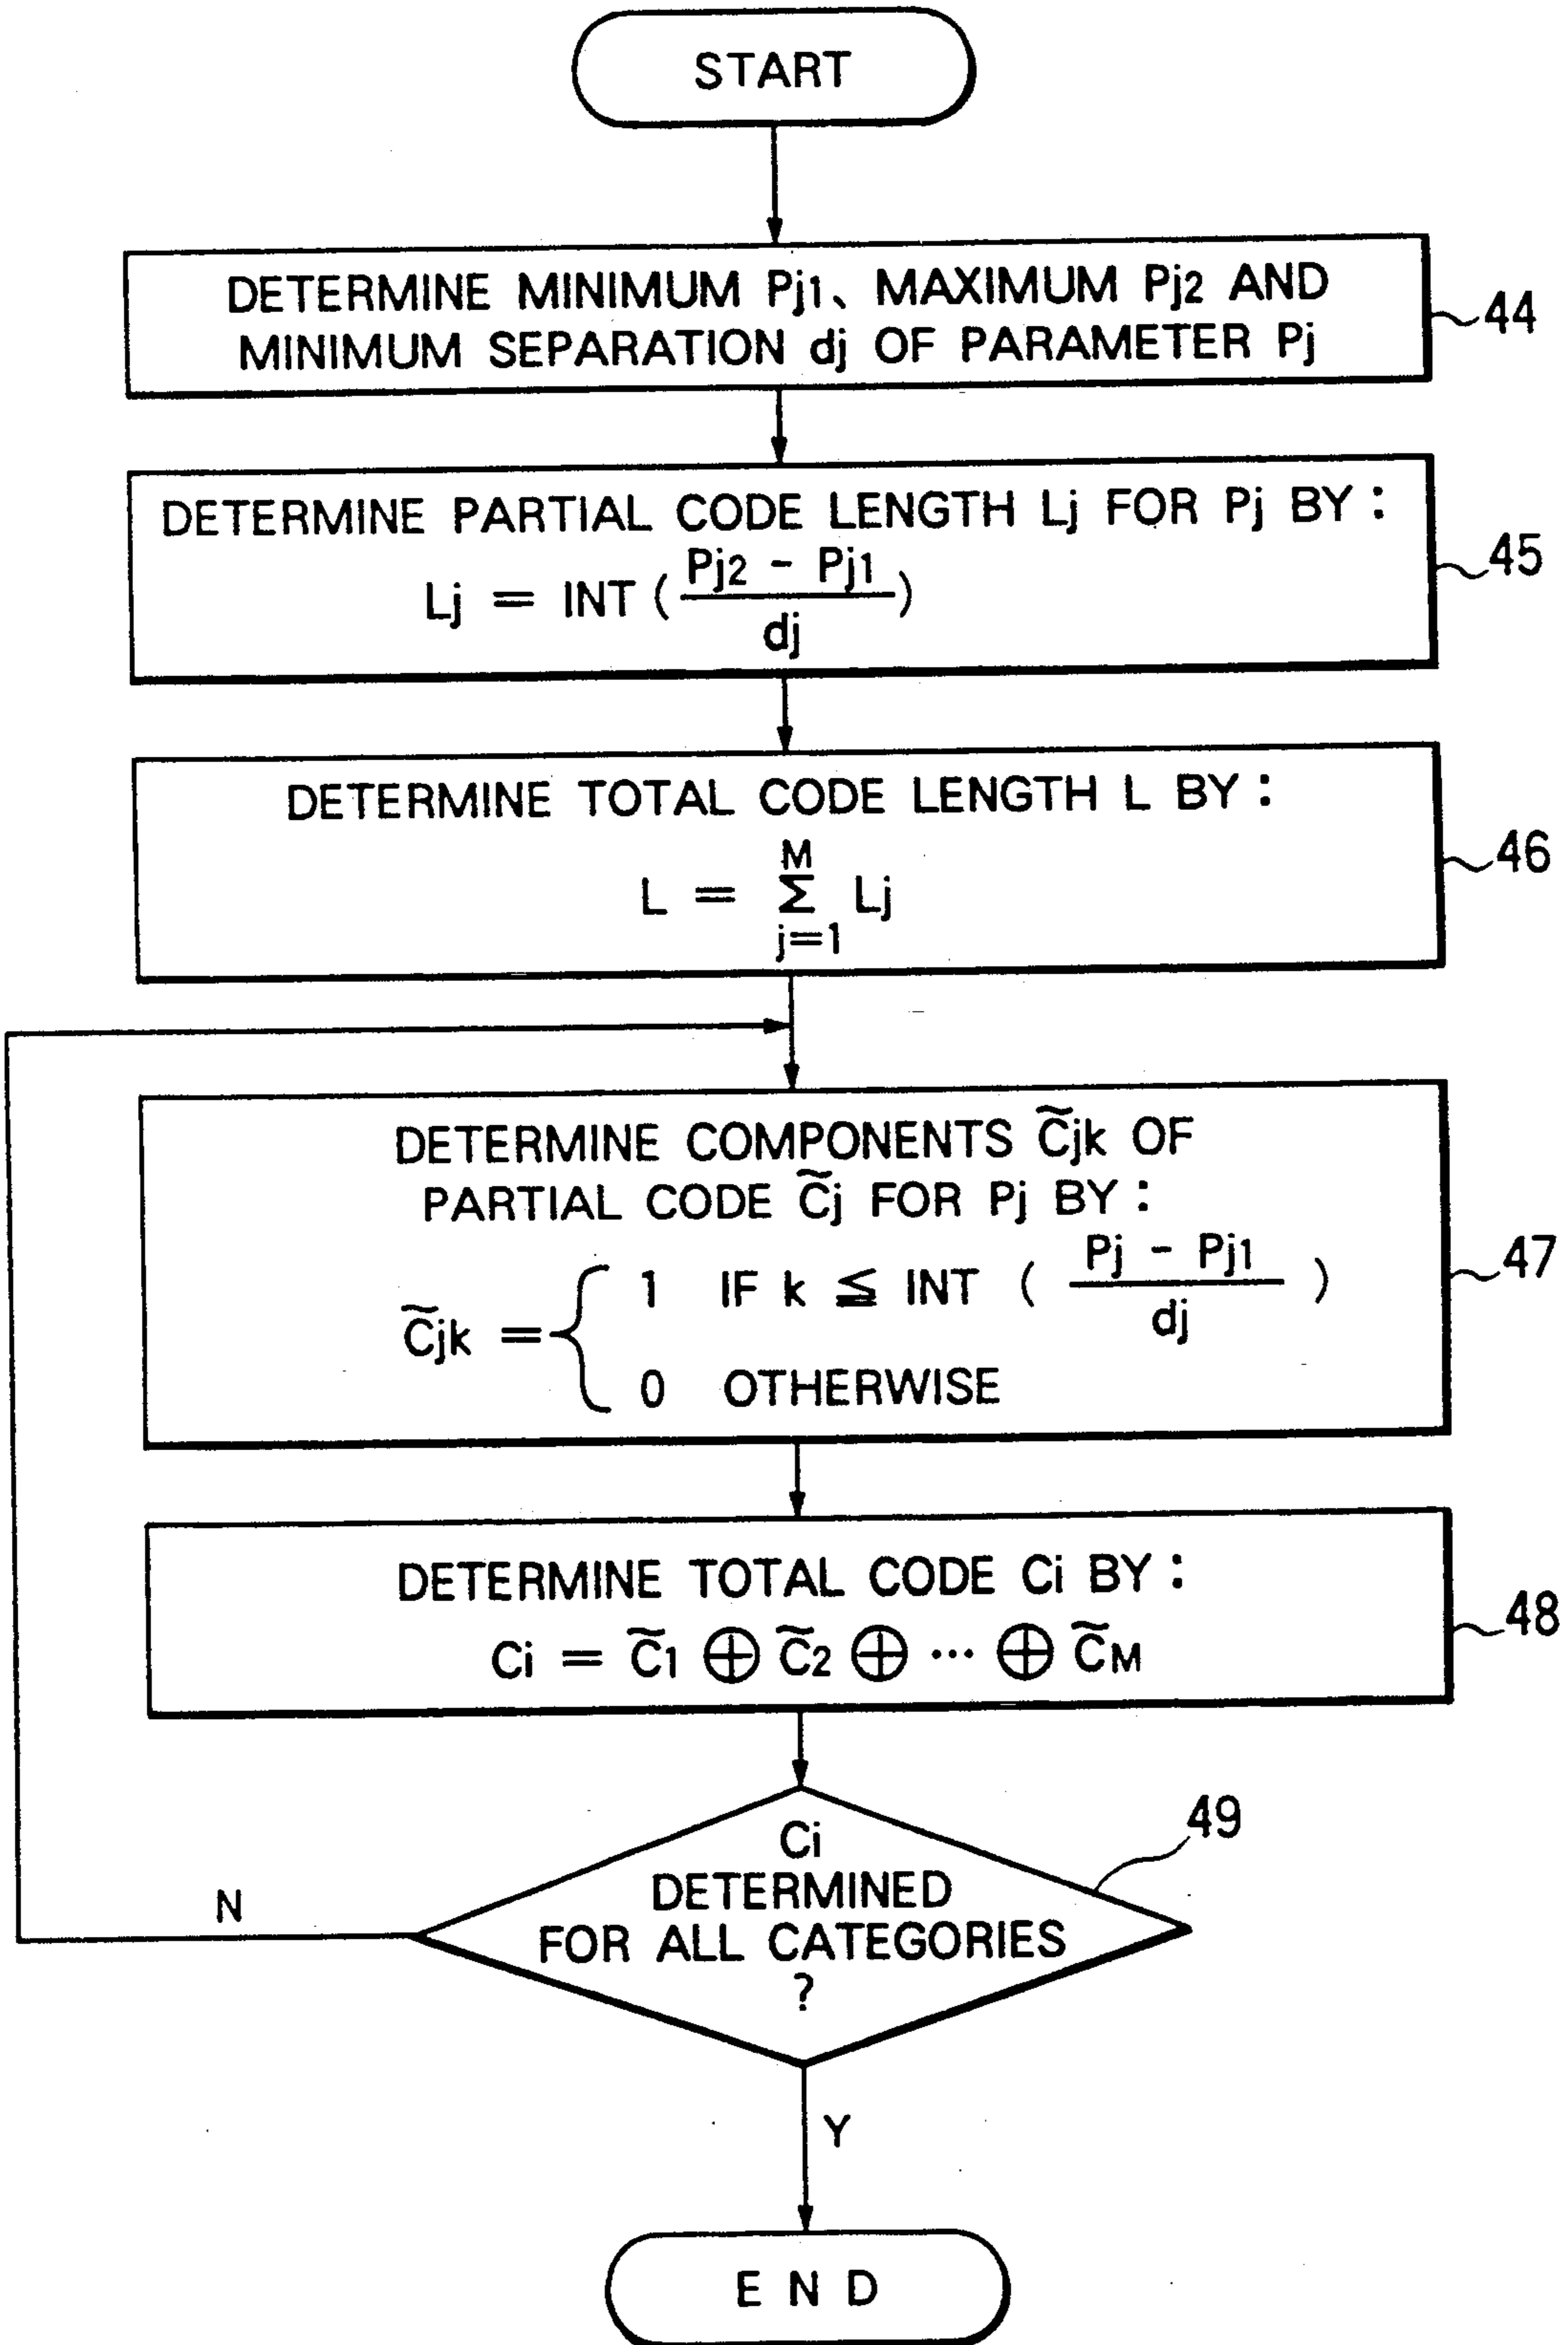 START
DETERMINE MINIMUM Pj1、 MAXIMUM Pj2 AND
MINIMUM SEPARATION dj OF PARAMETER Pj
44
DETERMINE PARTIAL CODE LENGTH Lj FOR Pj BY :
Lj = INT ( Pj2 - Pj1 / dj )
45
DETERMINE TOTAL CODE LENGTH L BY :
M
L = Σ Lj
j=1
46
DETERMINE COMPONENTS C̃jk OF
PARTIAL CODE C̃j FOR Pj BY :
C̃jk = { 1 IF k ≦ INT ( Pj - Pj1 / dj )
0 OTHERWISE
47
DETERMINE TOTAL CODE Ci BY :
Ci = C̃1 ⊕ C̃2 ⊕ ··· ⊕ C̃M
48
Ci
DETERMINED
FOR ALL CATEGORIES
?
49
N
Y
END